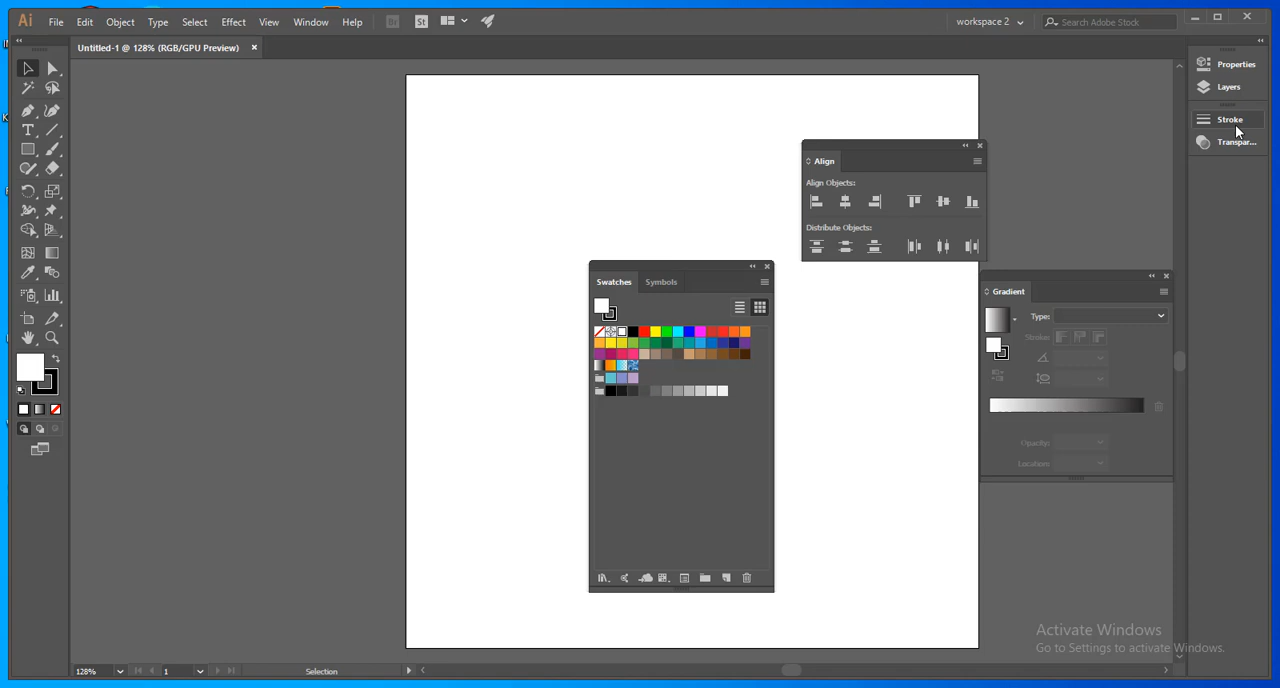 Ai File Edit Object Type Select Effect View Window Help Br St workspace 2 Search Adobe Stock
Untitled-1 @ 128% (RGB/GPU Preview)
Properties
Layers
Stroke
Transpar...
Align
Align Objects:
Distribute Objects:
Swatches Symbols
Gradient
Type:
Stroke:
Opacity:
Location:
Activate Windows
Go to Settings to activate Windows.
128% 1 Selection